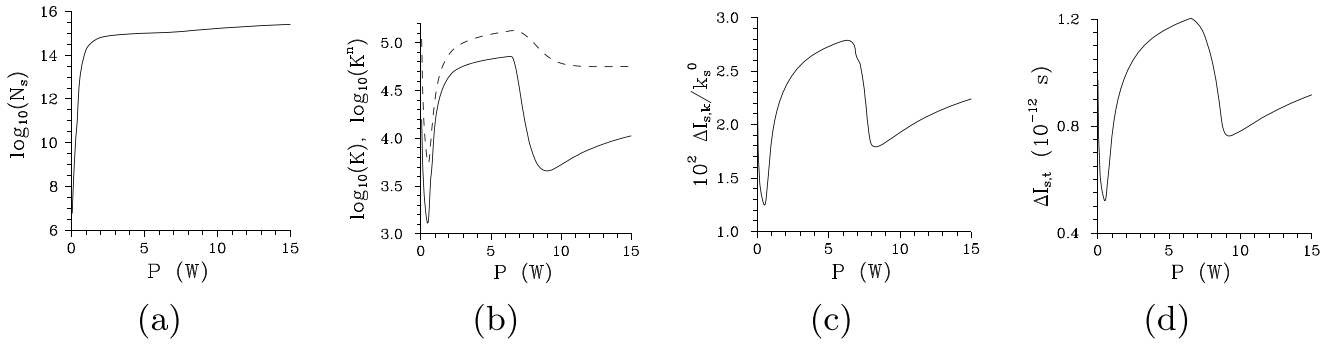 16
14
12
10
8
6
0
5
10
15
log₁₀(Nₛ)
P (W)
(a)
5.0
4.5
4.0
3.5
3.0
0
5
10
15
log₁₀(K), log₁₀(Kⁿ)
P (W)
(b)
3.0
2.5
2.0
1.5
1.0
0
5
10
15
10² ΔIₛ,ₖ/kₛ⁰
P (W)
(c)
1.2
0.8
0.4
0
5
10
15
ΔIₛ,ₜ (10⁻¹² s)
P (W)
(d)